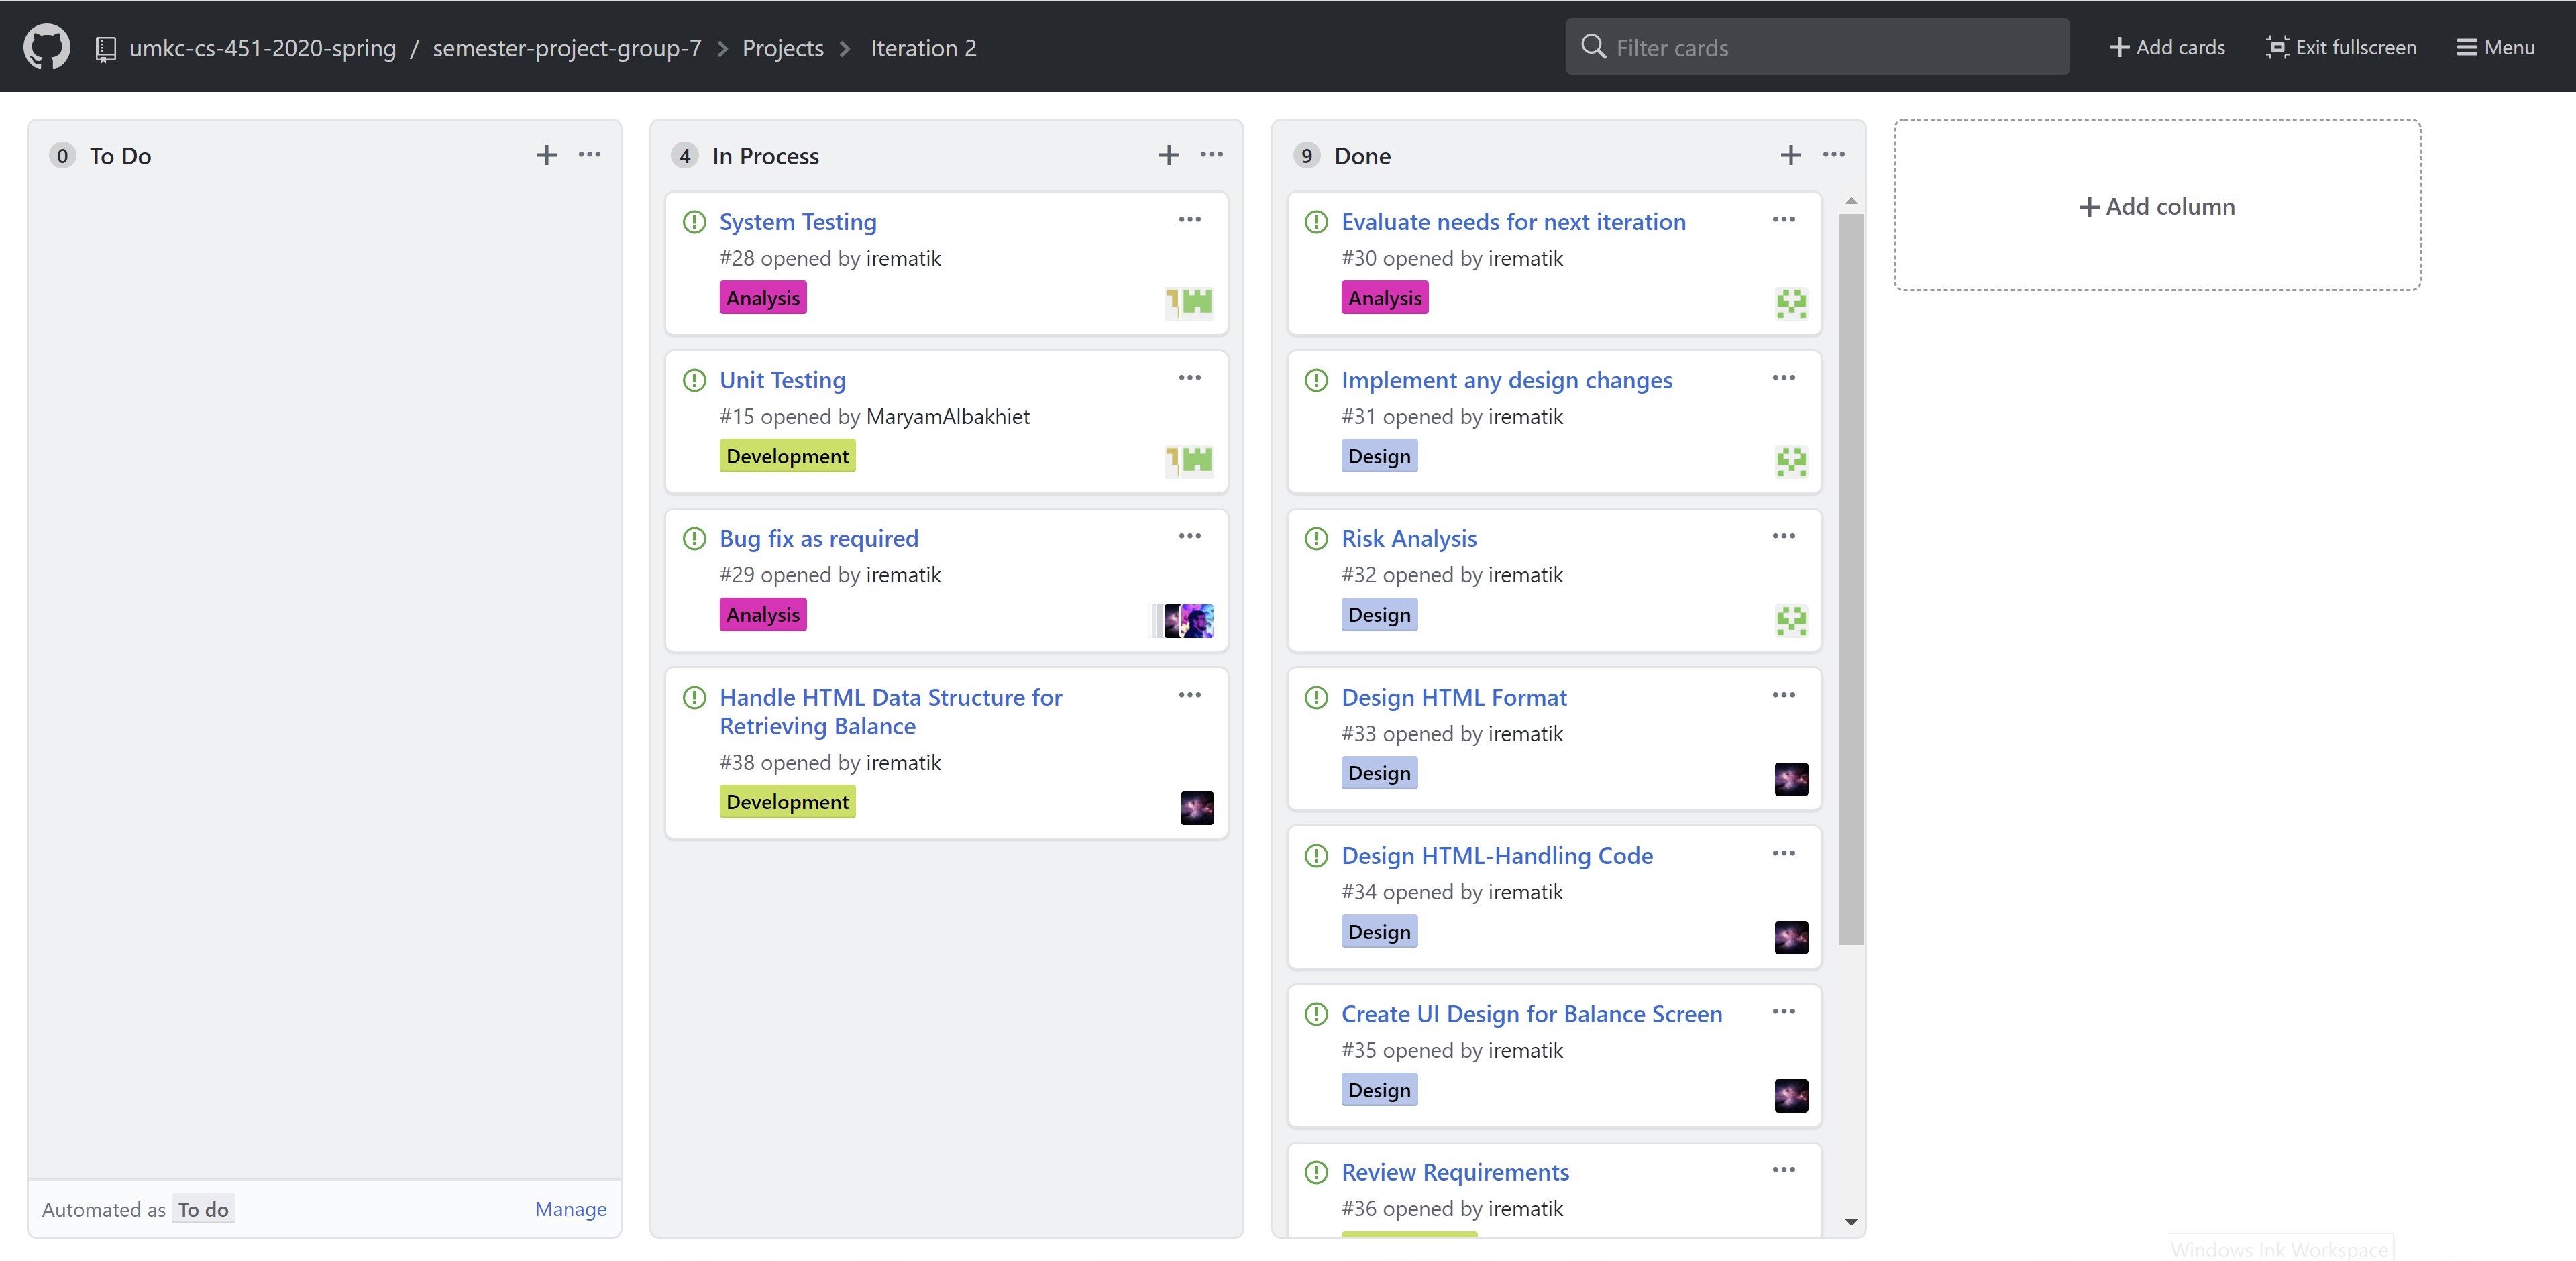 umkc-cs-451-2020-spring / semester-project-group-7 > Projects > Iteration 2
Filter cards
+ Add cards
Exit fullscreen
Menu
0 To Do
Automated as To do
Manage
4 In Process
System Testing
#28 opened by irematik
Analysis
Unit Testing
#15 opened by MaryamAlbakhiet
Development
Bug fix as required
#29 opened by irematik
Analysis
Handle HTML Data Structure for
Retrieving Balance
#38 opened by irematik
Development
9 Done
Evaluate needs for next iteration
#30 opened by irematik
Analysis
Implement any design changes
#31 opened by irematik
Design
Risk Analysis
#32 opened by irematik
Design
Design HTML Format
#33 opened by irematik
Design
Design HTML-Handling Code
#34 opened by irematik
Design
Create UI Design for Balance Screen
#35 opened by irematik
Design
Review Requirements
#36 opened by irematik
+ Add column
Windows Ink Workspace